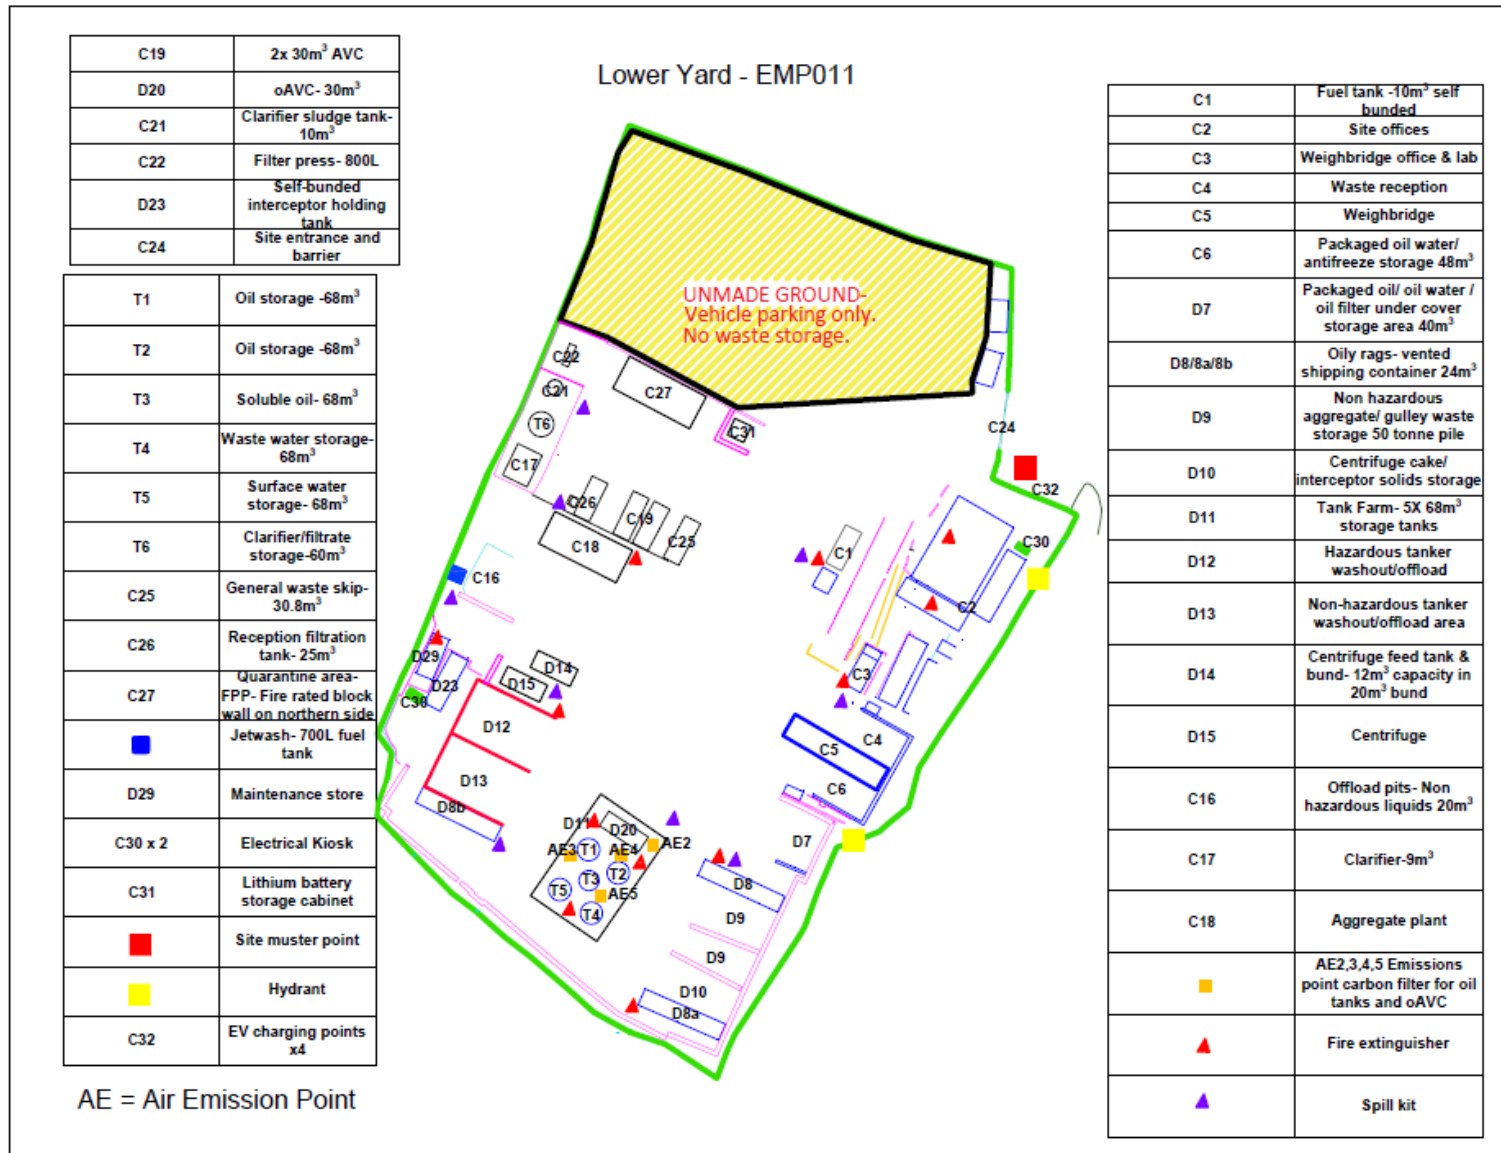 Lower Yard - EMP011
C19 2x 30m³ AVC
D20 oAVC- 30m³
C21 Clarifier sludge tank-
10m³
C22 Filter press- 800L
D23 Self-bunded
interceptor holding
tank
C24 Site entrance and
barrier
T1 Oil storage -68m³
T2 Oil storage -68m³
T3 Soluble oil- 68m³
T4 Waste water storage-
68m³
T5 Surface water
storage- 68m³
T6 Clarifier/filtrate
storage-60m³
C25 General waste skip-
30.8m³
C26 Reception filtration
tank- 25m³
C27 Quarantine area-
FPP- Fire rated block
wall on northern side
Jetwash- 700L fuel
tank
D29 Maintenance store
C30 x 2 Electrical Kiosk
C31 Lithium battery
storage cabinet
Site muster point
Hydrant
C32 EV charging points
x4
AE = Air Emission Point
UNMADE GROUND-
Vehicle parking only.
No waste storage.
C22
C21
C27
T6
C31
C24
C17
C32
C26
C19
C18
C25
C1
C30
C16
C2
D29
D14
D15
C3
D23
C30
D12
C4
C5
D13
C6
D8b
D11
D20
AE2
D7
AE3
T1
AE4
T2
T3
D8
T5
AE5
T4
D9
D9
D10
D8a
C1 Fuel tank -10m³ self
bunded
C2 Site offices
C3 Weighbridge office & lab
C4 Waste reception
C5 Weighbridge
C6 Packaged oil water/
antifreeze storage 48m³
D7 Packaged oil/ oil water /
oil filter under cover
storage area 40m³
D8/8a/8b Oily rags- vented
shipping container 24m³
D9 Non hazardous
aggregate/ gulley waste
storage 50 tonne pile
D10 Centrifuge cake/
interceptor solids storage
D11 Tank Farm- 5X 68m³
storage tanks
D12 Hazardous tanker
washout/offload
D13 Non-hazardous tanker
washout/offload area
D14 Centrifuge feed tank &
bund- 12m³ capacity in
20m³ bund
D15 Centrifuge
C16 Offload pits- Non
hazardous liquids 20m³
C17 Clarifier-9m³
C18 Aggregate plant
AE2,3,4,5 Emissions
point carbon filter for oil
tanks and oAVC
Fire extinguisher
Spill kit